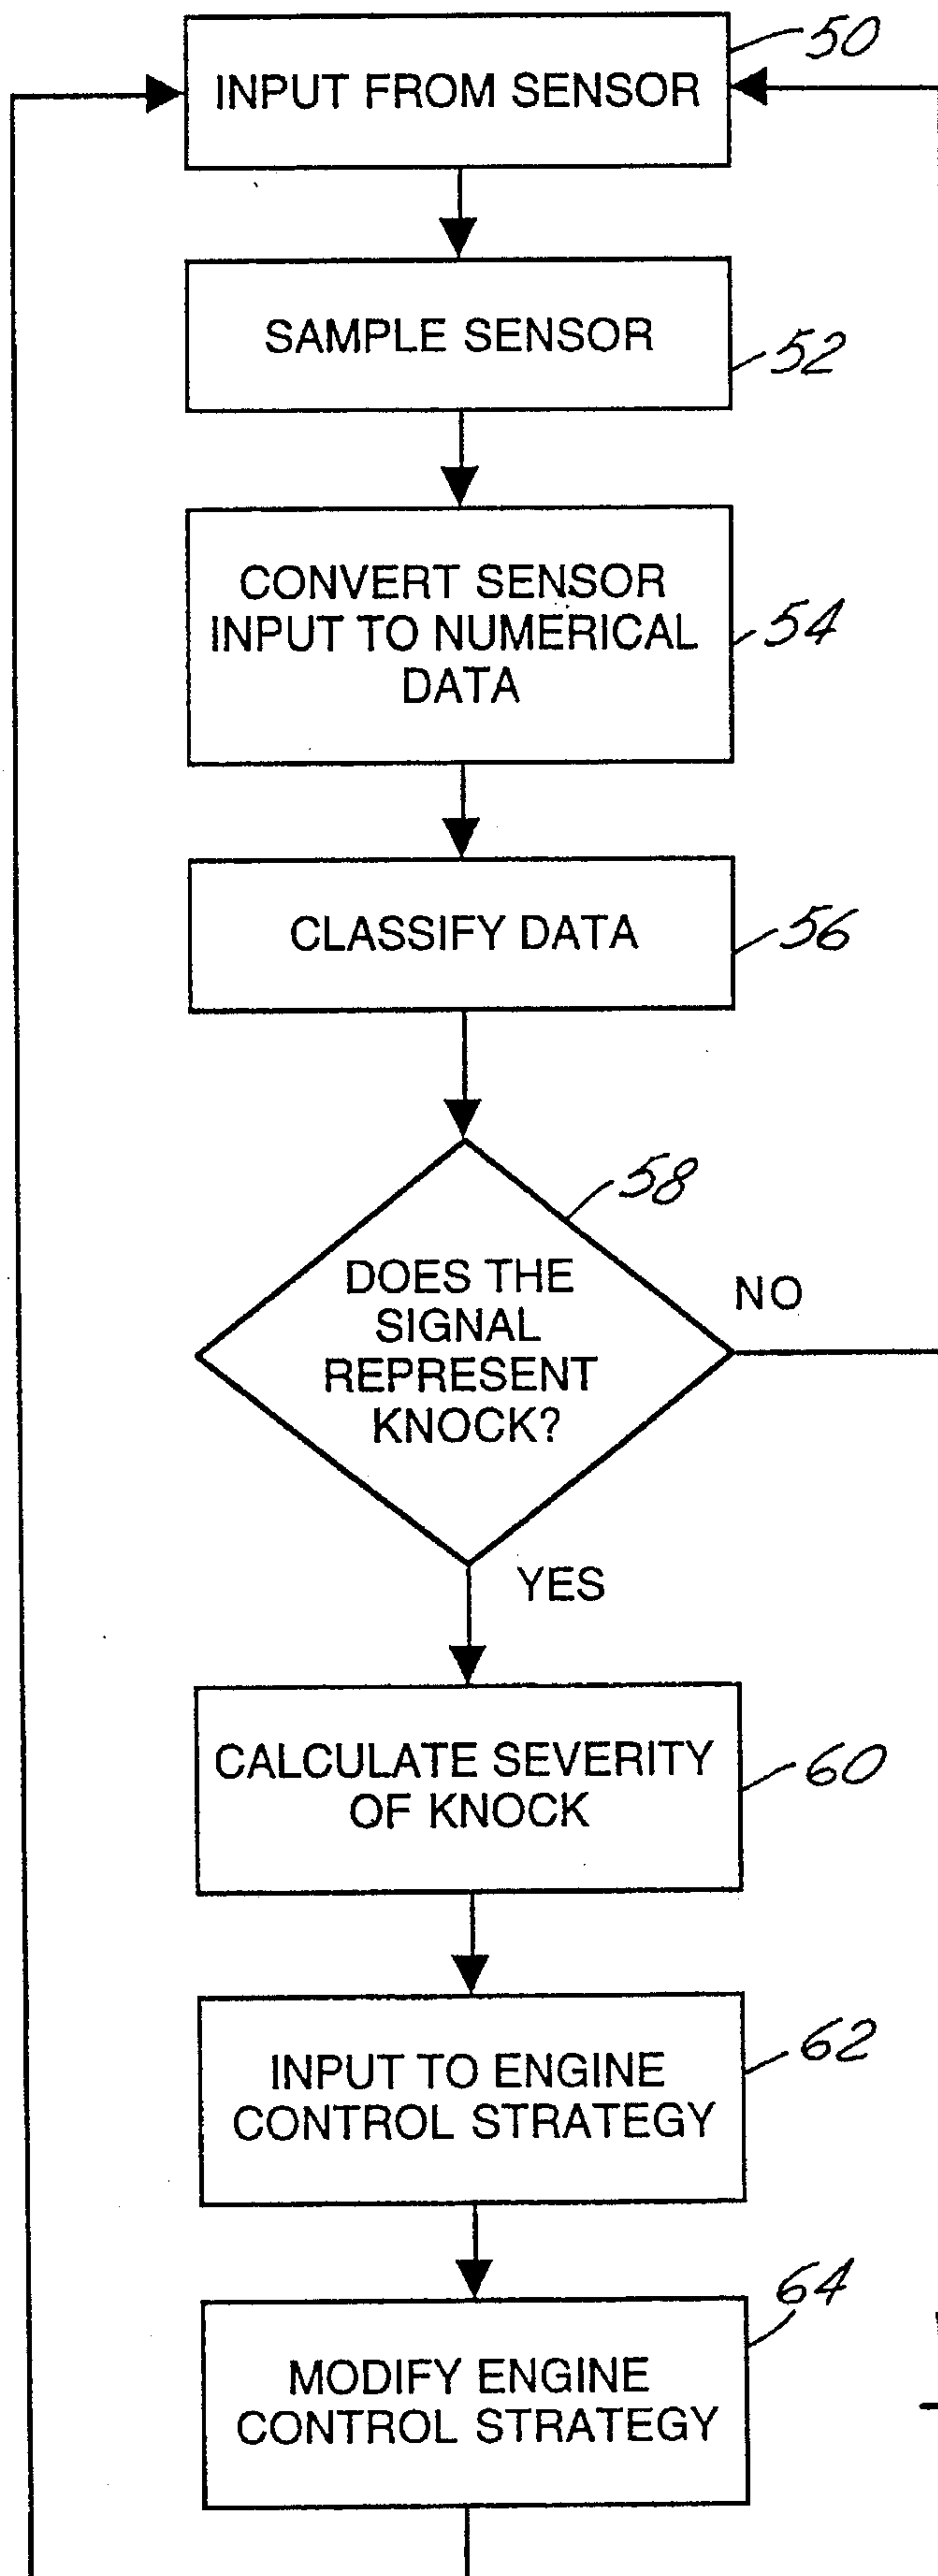 50
INPUT FROM SENSOR
SAMPLE SENSOR
52
CONVERT SENSOR
INPUT TO NUMERICAL
DATA
54
CLASSIFY DATA
56
58
DOES THE
SIGNAL
REPRESENT
KNOCK?
NO
YES
CALCULATE SEVERITY
OF KNOCK
60
INPUT TO ENGINE
CONTROL STRATEGY
62
64
MODIFY ENGINE
CONTROL STRATEGY